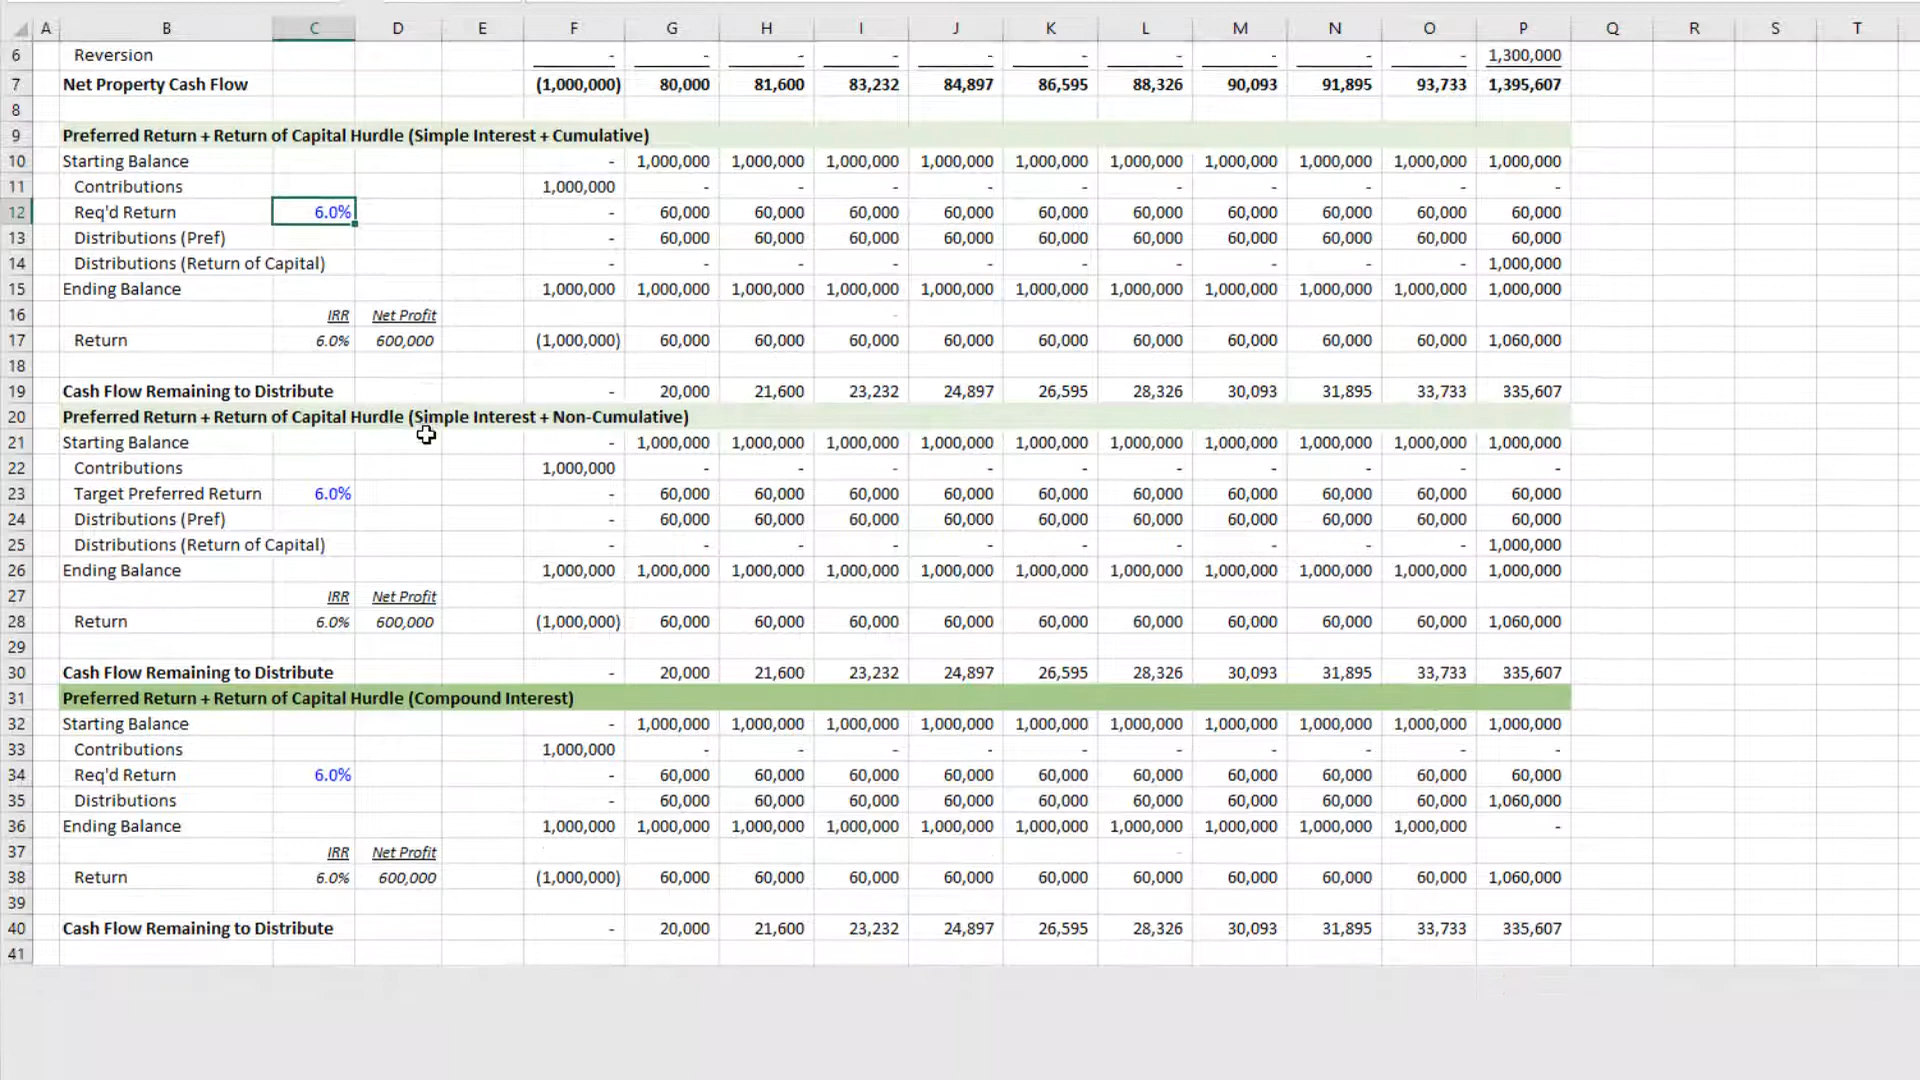 A B C D E F G H I J K L M N O P Q R S T
6 Reversion - - - - - - - - - - 1,300,000
7 Net Property Cash Flow (1,000,000) 80,000 81,600 83,232 84,897 86,595 88,326 90,093 91,895 93,733 1,395,607
8
9 Preferred Return + Return of Capital Hurdle (Simple Interest + Cumulative)
10 Starting Balance - 1,000,000 1,000,000 1,000,000 1,000,000 1,000,000 1,000,000 1,000,000 1,000,000 1,000,000 1,000,000
11 Contributions 1,000,000 - - - - - - - - - -
12 Req'd Return 6.0% - 60,000 60,000 60,000 60,000 60,000 60,000 60,000 60,000 60,000 60,000
13 Distributions (Pref) - 60,000 60,000 60,000 60,000 60,000 60,000 60,000 60,000 60,000 60,000
14 Distributions (Return of Capital) - - - - - - - - - - 1,000,000
15 Ending Balance 1,000,000 1,000,000 1,000,000 1,000,000 1,000,000 1,000,000 1,000,000 1,000,000 1,000,000 1,000,000 1,000,000
16 IRR Net Profit
17 Return 6.0% 600,000 (1,000,000) 60,000 60,000 60,000 60,000 60,000 60,000 60,000 60,000 60,000 1,060,000
18
19 Cash Flow Remaining to Distribute - 20,000 21,600 23,232 24,897 26,595 28,326 30,093 31,895 33,733 335,607
20 Preferred Return + Return of Capital Hurdle (Simple Interest + Non-Cumulative)
21 Starting Balance - 1,000,000 1,000,000 1,000,000 1,000,000 1,000,000 1,000,000 1,000,000 1,000,000 1,000,000 1,000,000
22 Contributions 1,000,000 - - - - - - - - - -
23 Target Preferred Return 6.0% - 60,000 60,000 60,000 60,000 60,000 60,000 60,000 60,000 60,000 60,000
24 Distributions (Pref) - 60,000 60,000 60,000 60,000 60,000 60,000 60,000 60,000 60,000 60,000
25 Distributions (Return of Capital) - - - - - - - - - - 1,000,000
26 Ending Balance 1,000,000 1,000,000 1,000,000 1,000,000 1,000,000 1,000,000 1,000,000 1,000,000 1,000,000 1,000,000 1,000,000
27 IRR Net Profit
28 Return 6.0% 600,000 (1,000,000) 60,000 60,000 60,000 60,000 60,000 60,000 60,000 60,000 60,000 1,060,000
29
30 Cash Flow Remaining to Distribute - 20,000 21,600 23,232 24,897 26,595 28,326 30,093 31,895 33,733 335,607
31 Preferred Return + Return of Capital Hurdle (Compound Interest)
32 Starting Balance - 1,000,000 1,000,000 1,000,000 1,000,000 1,000,000 1,000,000 1,000,000 1,000,000 1,000,000 1,000,000
33 Contributions 1,000,000 - - - - - - - - - -
34 Req'd Return 6.0% - 60,000 60,000 60,000 60,000 60,000 60,000 60,000 60,000 60,000 60,000
35 Distributions - 60,000 60,000 60,000 60,000 60,000 60,000 60,000 60,000 60,000 1,060,000
36 Ending Balance 1,000,000 1,000,000 1,000,000 1,000,000 1,000,000 1,000,000 1,000,000 1,000,000 1,000,000 1,000,000 -
37 IRR Net Profit
38 Return 6.0% 600,000 (1,000,000) 60,000 60,000 60,000 60,000 60,000 60,000 60,000 60,000 60,000 1,060,000
39
40 Cash Flow Remaining to Distribute - 20,000 21,600 23,232 24,897 26,595 28,326 30,093 31,895 33,733 335,607
41